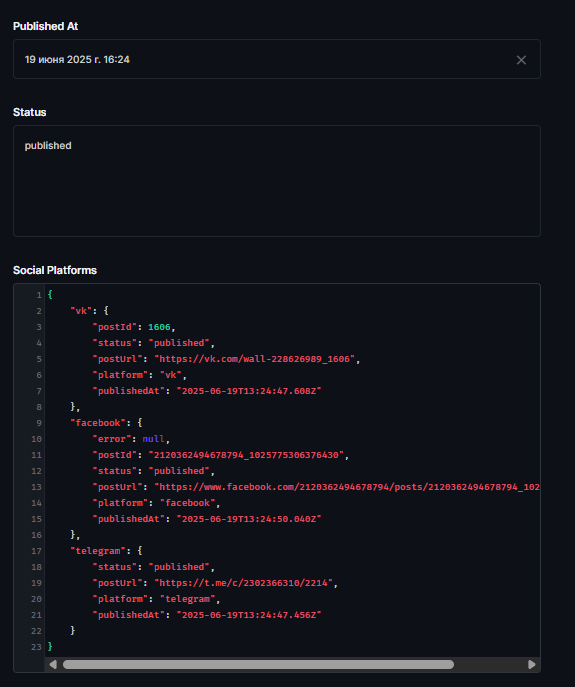 Published At
19 июня 2025 г. 16:24
Status
published
Social Platforms
1 {
2 "vk": {
3 "postId": 1606,
4 "status": "published",
5 "postUrl": "https://vk.com/wall-228626989_1606",
6 "platform": "vk",
7 "publishedAt": "2025-06-19T13:24:47.608Z"
8 },
9 "facebook": {
10 "error": null,
11 "postId": "2120362494678794_1025775306376430",
12 "status": "published",
13 "postUrl": "https://www.facebook.com/2120362494678794/posts/2120362494678794_102
14 "platform": "facebook",
15 "publishedAt": "2025-06-19T13:24:50.040Z"
16 },
17 "telegram": {
18 "status": "published",
19 "postUrl": "https://t.me/c/2302366310/2214",
20 "platform": "telegram",
21 "publishedAt": "2025-06-19T13:24:47.456Z"
22 }
23 }